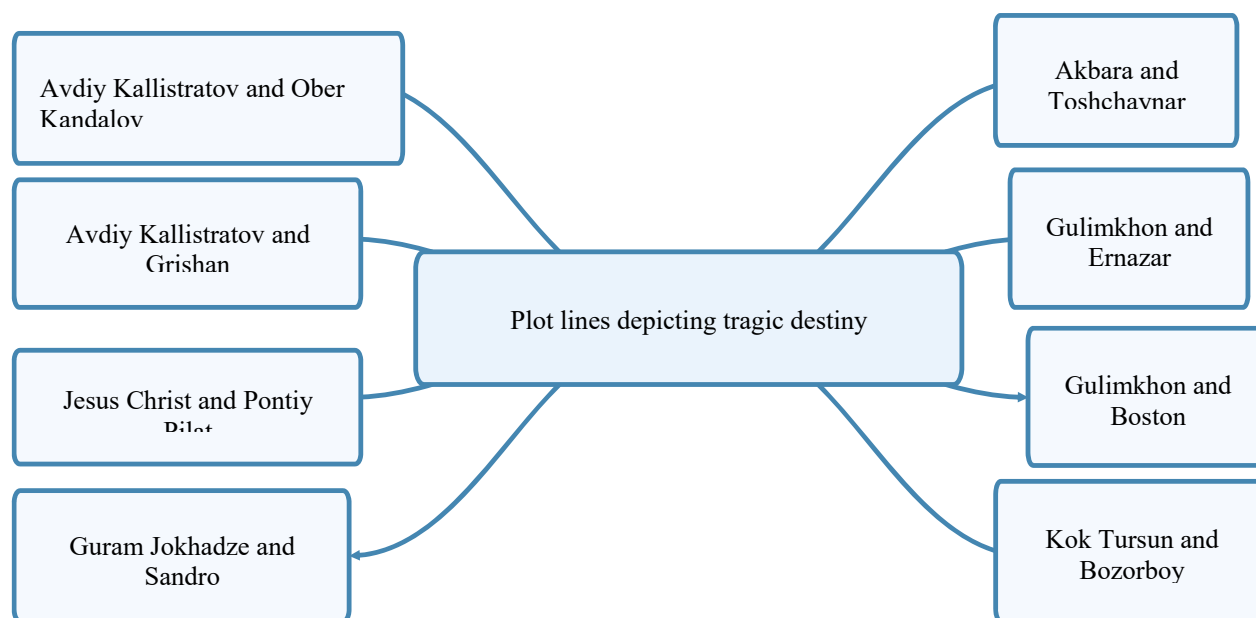 Avdiy Kallistratov and Ober
Kandalov
Avdiy Kallistratov and
Grishan
Jesus Christ and Pontiy
Pilat
Guram Jokhadze and
Sandro
Plot lines depicting tragic destiny
Akbara and
Toshchaynar
Gulimkhon and
Ernazar
Gulimkhon and
Boston
Kok Tursun and
Bozorboy